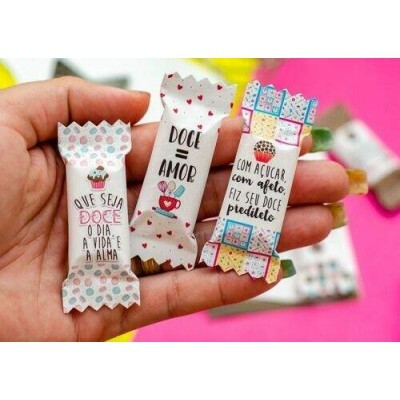 QUE SEJA
DOCE
O DIA
A VIDA E
A ALMA
DOCE
=
AMOR
COM AÇÚCAR,
com afeto,
FIZ SEU DOCE
predileto